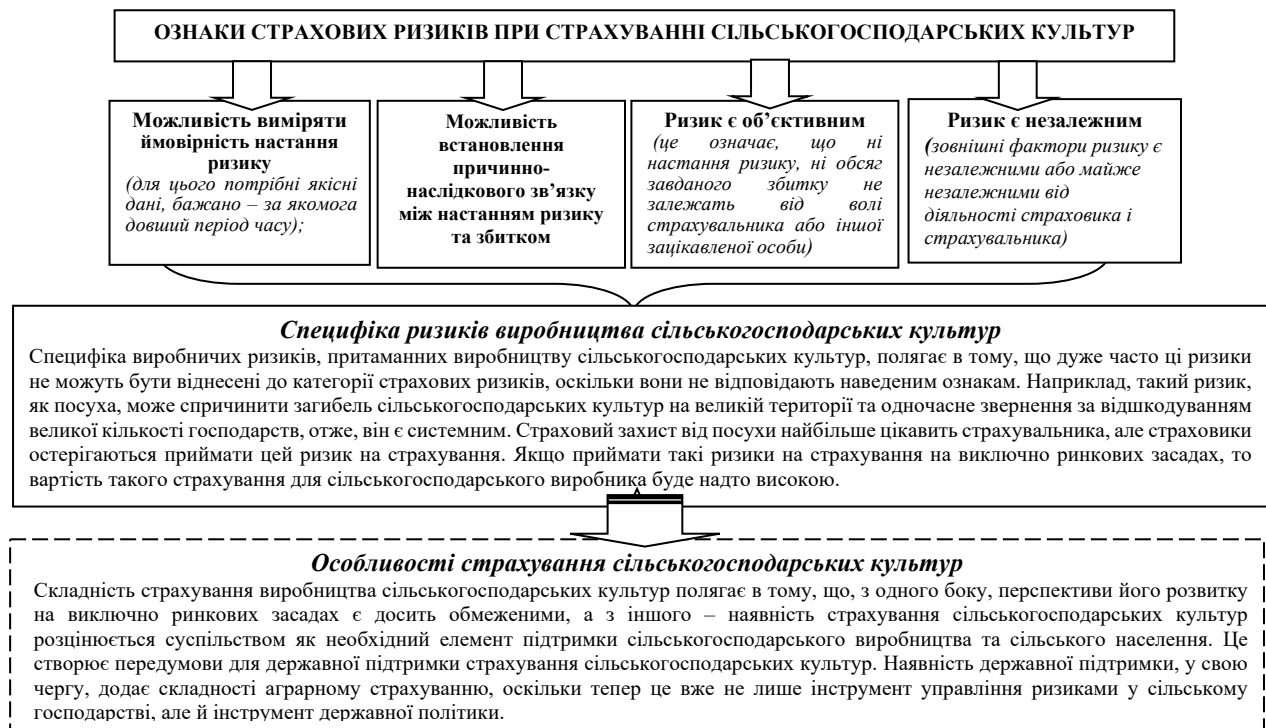 ОЗНАКИ СТРАХОВИХ РИЗИКІВ ПРИ СТРАХУВАННІ СІЛЬСЬКОГОСПОДАРСЬКИХ КУЛЬТУР
Можливість виміряти
ймовірність настання
ризику
(для цього потрібні якісні
дані, бажано – за якомога
довший період часу);
Можливість
встановлення
причинно-
наслідкового зв’язку
між настанням ризику
та збитком
Ризик є об’єктивним
(це означає, що ні
настання ризику, ні обсяг
завданого збитку не
залежать від волі
страхувальника або іншої
зацікавленої особи)
Ризик є незалежним
(зовнішні фактори ризику є
незалежними або майже
незалежними від
діяльності страховика і
страхувальника)
Специфіка ризиків виробництва сільськогосподарських культур
Специфіка виробничих ризиків, притаманних виробництву сільськогосподарських культур, полягає в тому, що дуже часто ці ризики
не можуть бути віднесені до категорії страхових ризиків, оскільки вони не відповідають наведеним ознакам. Наприклад, такий ризик,
як посуха, може спричинити загибель сільськогосподарських культур на великій території та одночасне звернення за відшкодуванням
великої кількості господарств, отже, він є системним. Страховий захист від посухи найбільше цікавить страхувальника, але страховики
остерігаються приймати цей ризик на страхування. Якщо приймати такі ризики на страхування на виключно ринкових засадах, то
вартість такого страхування для сільськогосподарського виробника буде надто високою.
Особливості страхування сільськогосподарських культур
Складність страхування виробництва сільськогосподарських культур полягає в тому, що, з одного боку, перспективи його розвитку
на виключно ринкових засадах є досить обмеженими, а з іншого – наявність страхування сільськогосподарських культур
розцінюється суспільством як необхідний елемент підтримки сільськогосподарського виробництва та сільського населення. Це
створює передумови для державної підтримки страхування сільськогосподарських культур. Наявність державної підтримки, у свою
чергу, додає складності аграрному страхуванню, оскільки тепер це вже не лише інструмент управління ризиками у сільському
господарстві, але й інструмент державної політики.